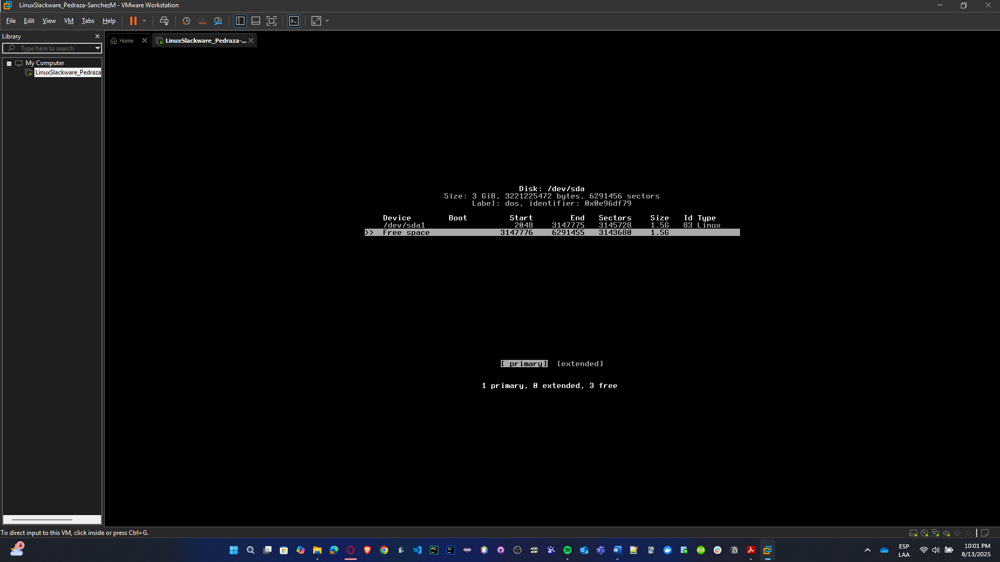 LinuxSlackware_Pedraza-SanchezM - VMware Workstation
File Edit View VM Tabs Help
Library
Type here to search
My Computer
LinuxSlackware_Pedraza
Home
LinuxSlackware_Pedraza-...
Disk: /dev/sda
Size: 3 GiB, 3221225472 bytes, 6291456 sectors
Label: dos, identifier: 0x0e96df79
Device Boot Start End Sectors Size Id Type
/dev/sda1 2048 3147775 3145728 1.5G 83 Linux
>> Free space 3147776 6291455 3143680 1.5G
[ primary] [extended]
1 primary, 0 extended, 3 free
To direct input to this VM, click inside or press Ctrl+G.
4
ESP
LAA
10:01 PM
8/13/2025